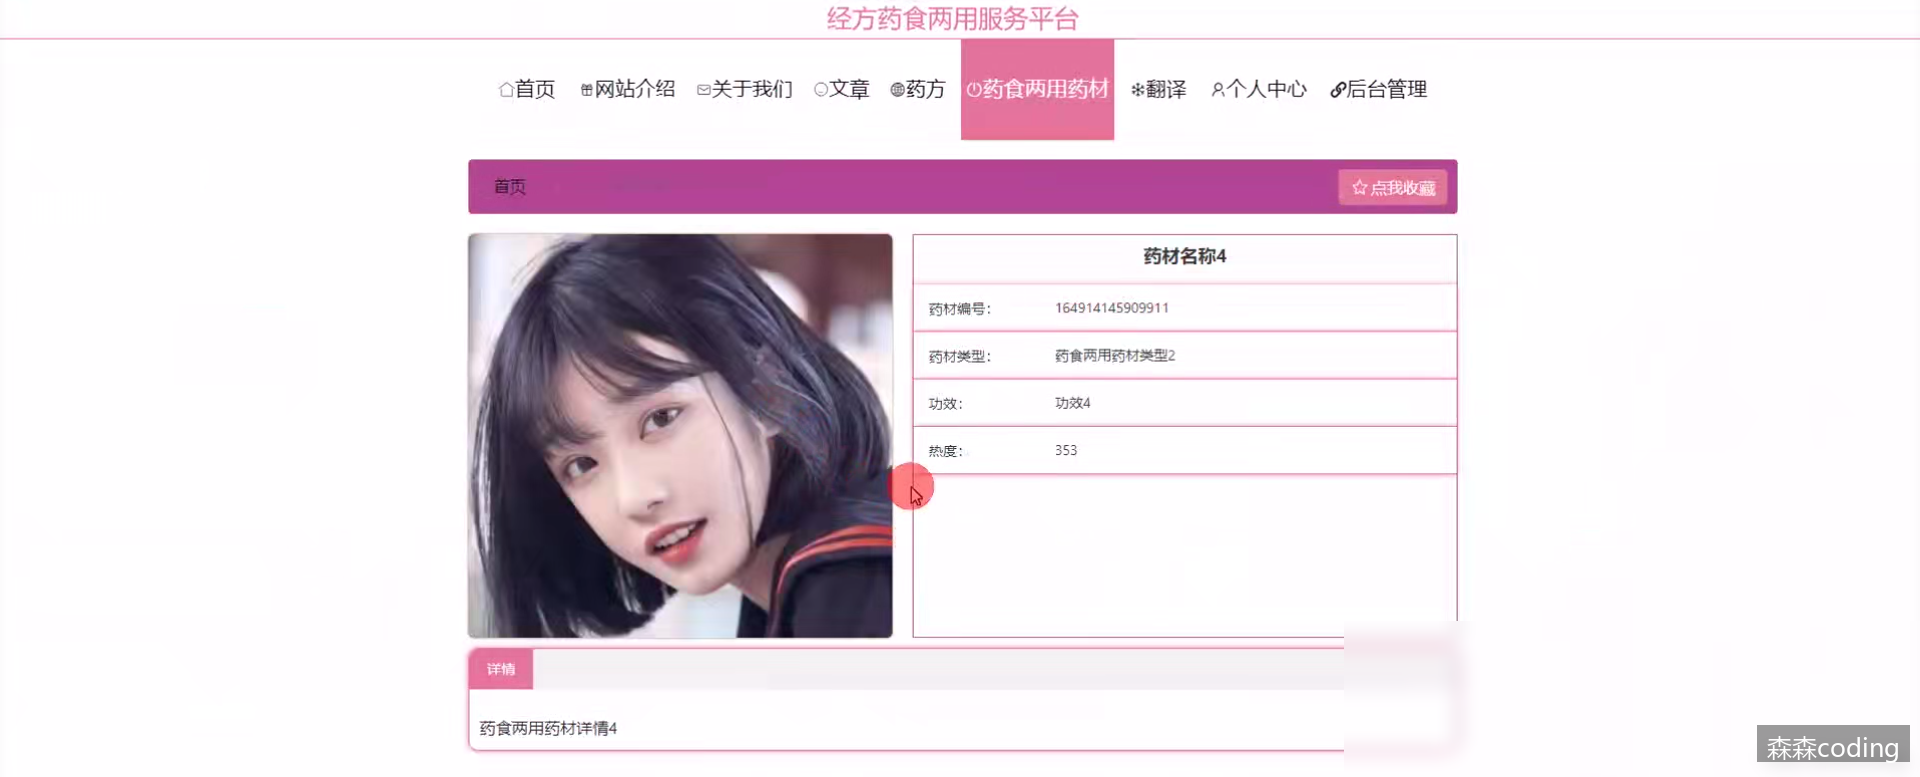 经方药食两用服务平台
首页 网站介绍 关于我们 文章 药方 药食两用药材 翻译 个人中心 后台管理
首页 点我收藏
药材名称4
药材编号: 164914145909911
药材类型: 药食两用药材类型2
功效: 功效4
热度: 353
详情
药食两用药材详情4
森森coding